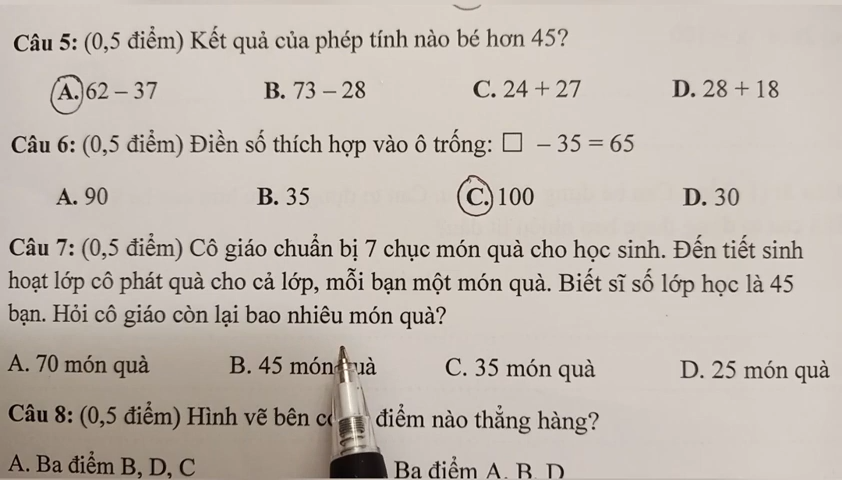 Câu 5: (0,5 điểm) Kết quả của phép tính nào bé hơn 45?
A. 62 – 37 B. 73 – 28 C. 24 + 27 D. 28 + 18
Câu 6: (0,5 điểm) Điền số thích hợp vào ô trống: □ – 35 = 65
A. 90 B. 35 C. 100 D. 30
Câu 7: (0,5 điểm) Cô giáo chuẩn bị 7 chục món quà cho học sinh. Đến tiết sinh
hoạt lớp cô phát quà cho cả lớp, mỗi bạn một món quà. Biết sĩ số lớp học là 45
bạn. Hỏi cô giáo còn lại bao nhiêu món quà?
A. 70 món quà B. 45 món C. 35 món quà D. 25 món quà
Câu 8: (0,5 điểm) Hình vẽ bên điểm nào thẳng hàng?
A. Ba điểm B, D, C Ba điểm A, B, D